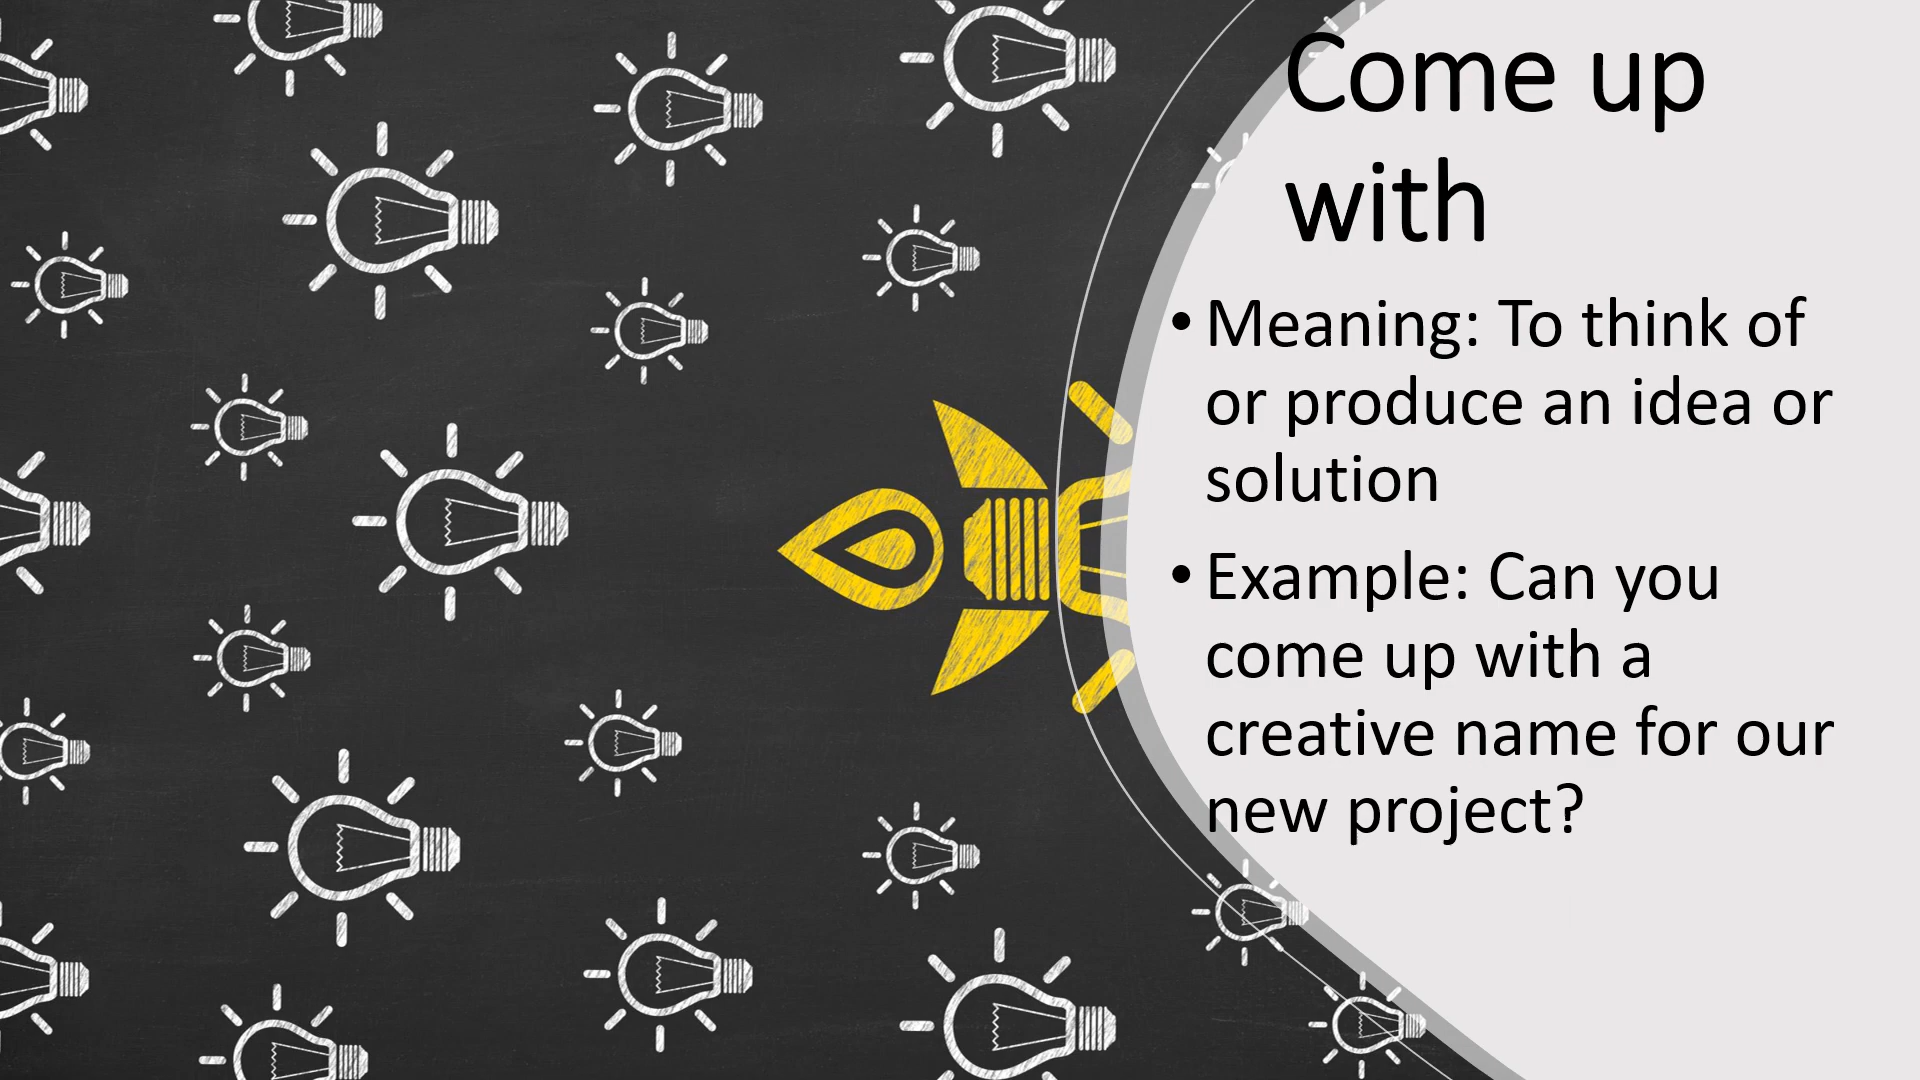 Come up
with
• Meaning: To think of
or produce an idea or
solution
• Example: Can you
come up with a
creative name for our
new project?